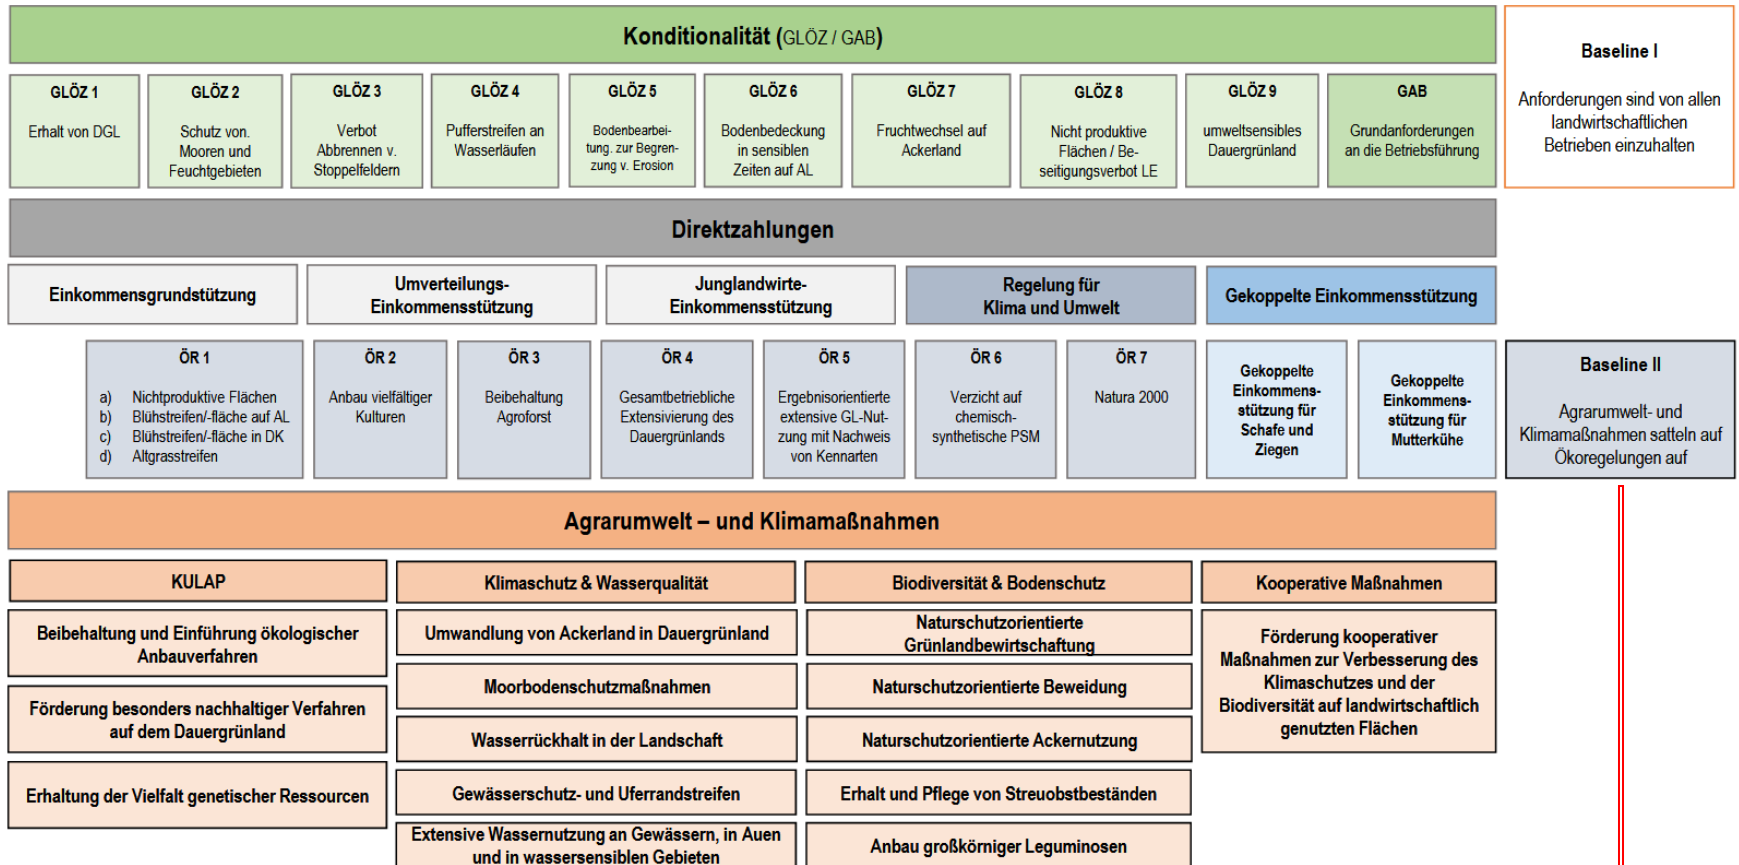 Konditionalität (GLÖZ / GAB)
Baseline I
Anforderungen sind von allen
landwirtschaftlichen
Betrieben einzuhalten
GLÖZ 1
Erhalt von DGL
GLÖZ 2
Schutz von.
Mooren und
Feuchtgebieten
GLÖZ 3
Verbot
Abbrennen v.
Stoppelfeldern
GLÖZ 4
Pufferstreifen an
Wasserläufen
GLÖZ 5
Bodenbearbei-
tung. zur Begren-
zung v. Erosion
GLÖZ 6
Bodenbedeckung
in sensiblen
Zeiten auf AL
GLÖZ 7
Fruchtwechsel auf
Ackerland
GLÖZ 8
Nicht produktive
Flächen / Be-
seitigungsverbot LE
GLÖZ 9
umweltsensibles
Dauergrünland
GAB
Grundanforderungen
an die Betriebsführung
Direktzahlungen
Einkommensgrundstützung
Umverteilungs-
Einkommensstützung
Junglandwirte-
Einkommensstützung
Regelung für
Klima und Umwelt
Gekoppelte Einkommensstützung
ÖR 1
a) Nichtproduktive Flächen
b) Blühstreifen/-fläche auf AL
c) Blühstreifen/-fläche in DK
d) Altgrasstreifen
ÖR 2
Anbau vielfältiger
Kulturen
ÖR 3
Beibehaltung
Agroforst
ÖR 4
Gesamtbetriebliche
Extensivierung des
Dauergrünlands
ÖR 5
Ergebnisorientierte
extensive GL-Nut-
zung mit Nachweis
von Kennarten
ÖR 6
Verzicht auf
chemisch-
synthetische PSM
ÖR 7
Natura 2000
Gekoppelte
Einkommens-
stützung für
Schafe und
Ziegen
Gekoppelte
Einkommens-
stützung für
Mutterkühe
Baseline II
Agrarumwelt- und
Klimamaßnahmen satteln auf
Ökoregelungen auf
Agrarumwelt – und Klimamaßnahmen
KULAP
Beibehaltung und Einführung ökologischer
Anbauverfahren
Förderung besonders nachhaltiger Verfahren
auf dem Dauergrünland
Erhaltung der Vielfalt genetischer Ressourcen
Klimaschutz & Wasserqualität
Umwandlung von Ackerland in Dauergrünland
Moorbodenschutzmaßnahmen
Wasserrückhalt in der Landschaft
Gewässerschutz- und Uferrandstreifen
Extensive Wassernutzung an Gewässern, in Auen
und in wassersensiblen Gebieten
Biodiversität & Bodenschutz
Naturschutzorientierte
Grünlandbewirtschaftung
Naturschutzorientierte Beweidung
Naturschutzorientierte Ackernutzung
Erhalt und Pflege von Streuobstbeständen
Anbau großkörniger Leguminosen
Kooperative Maßnahmen
Förderung kooperativer
Maßnahmen zur Verbesserung des
Klimaschutzes und der
Biodiversität auf landwirtschaftlich
genutzten Flächen